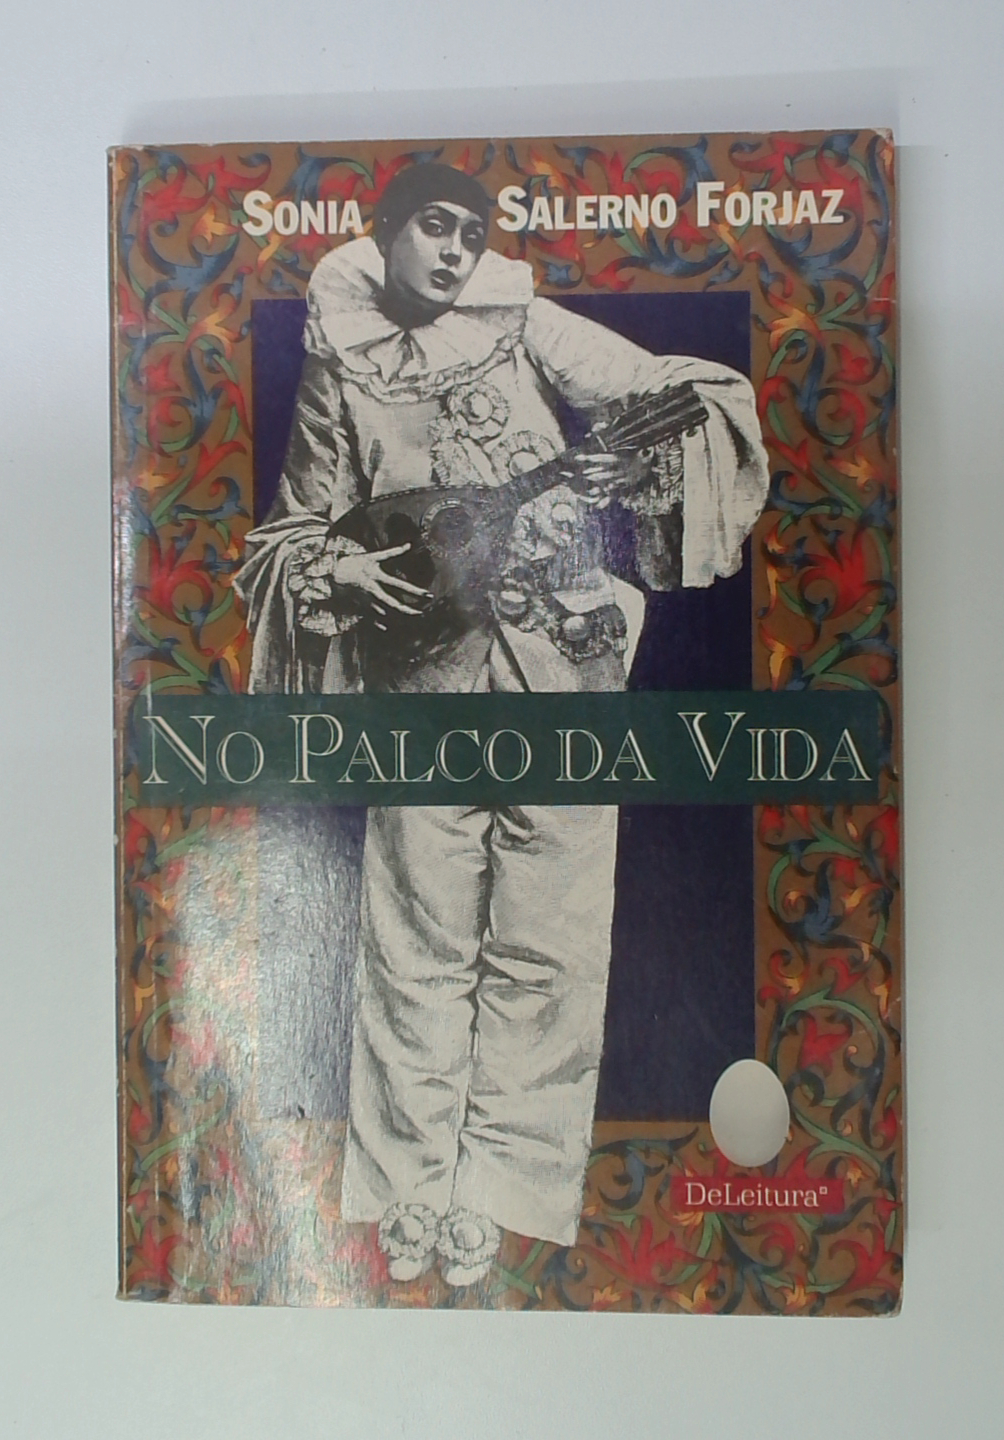 SONIA SALERNO FORJAZ
NO PALCO DA VIDA
DeLeitura